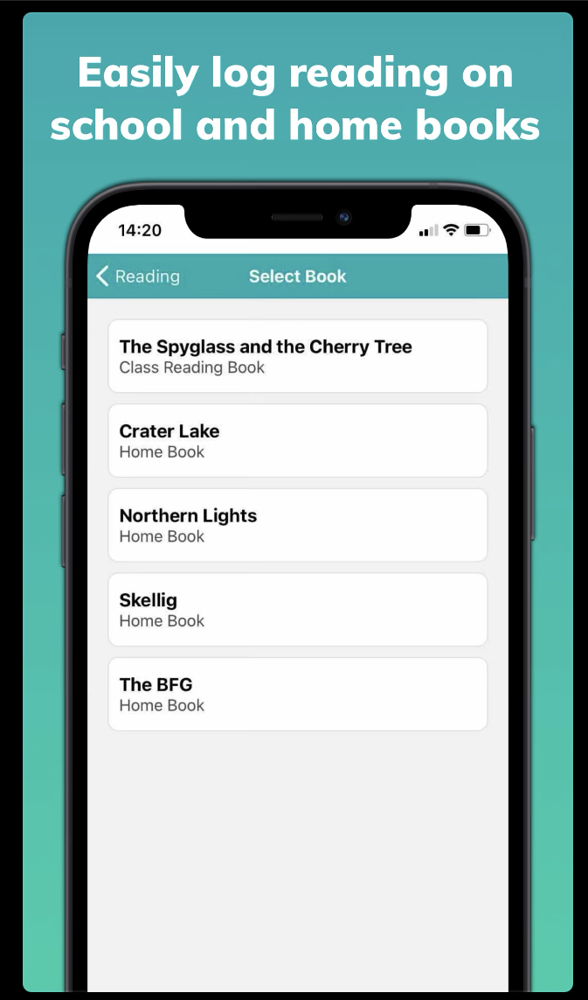 Easily log reading on
school and home books
14:20
Reading
Select Book
The Spyglass and the Cherry Tree
Class Reading Book
Crater Lake
Home Book
Northern Lights
Home Book
Skellig
Home Book
The BFG
Home Book